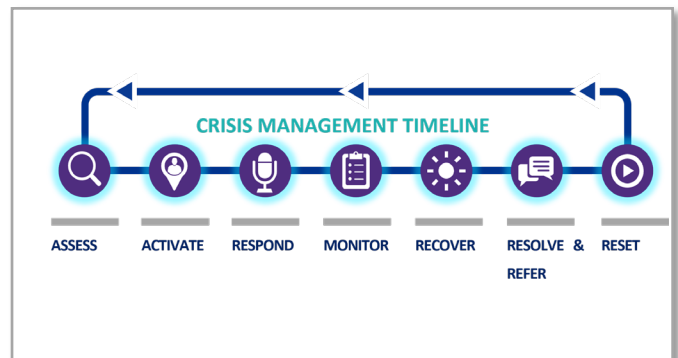 CRISIS MANAGEMENT TIMELINE
ASSESS
ACTIVATE
RESPOND
MONITOR
RECOVER
RESOLVE & REFER
RESET